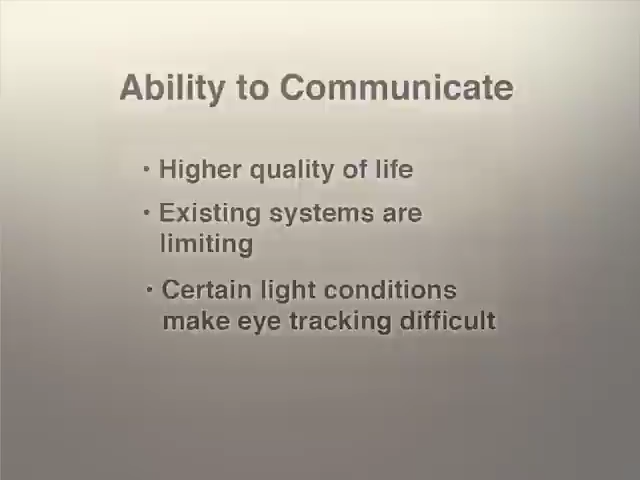 Ability to Communicate
· Higher quality of life
· Existing systems are
limiting
· Certain light conditions
make eye tracking difficult